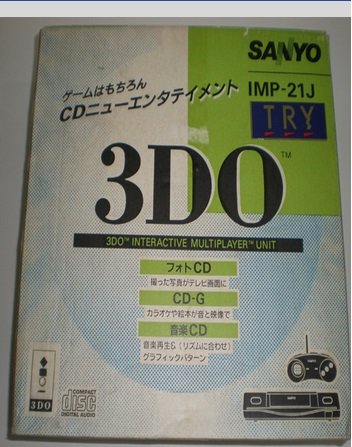 SANYO
ゲームはもちろん
CDニューエンタテイメント
IMP-21J
TRY
3DO™
3DO™ INTERACTIVE MULTIPLAYER™ UNIT
フォトCD
撮った写真がテレビ画面に
CD-G
カラオケや絵本が音と映像で
音楽CD
音楽再生&(リズムに合わせ)
グラフィックパターン
3DO
COMPACT
disc
DIGITAL AUDIO